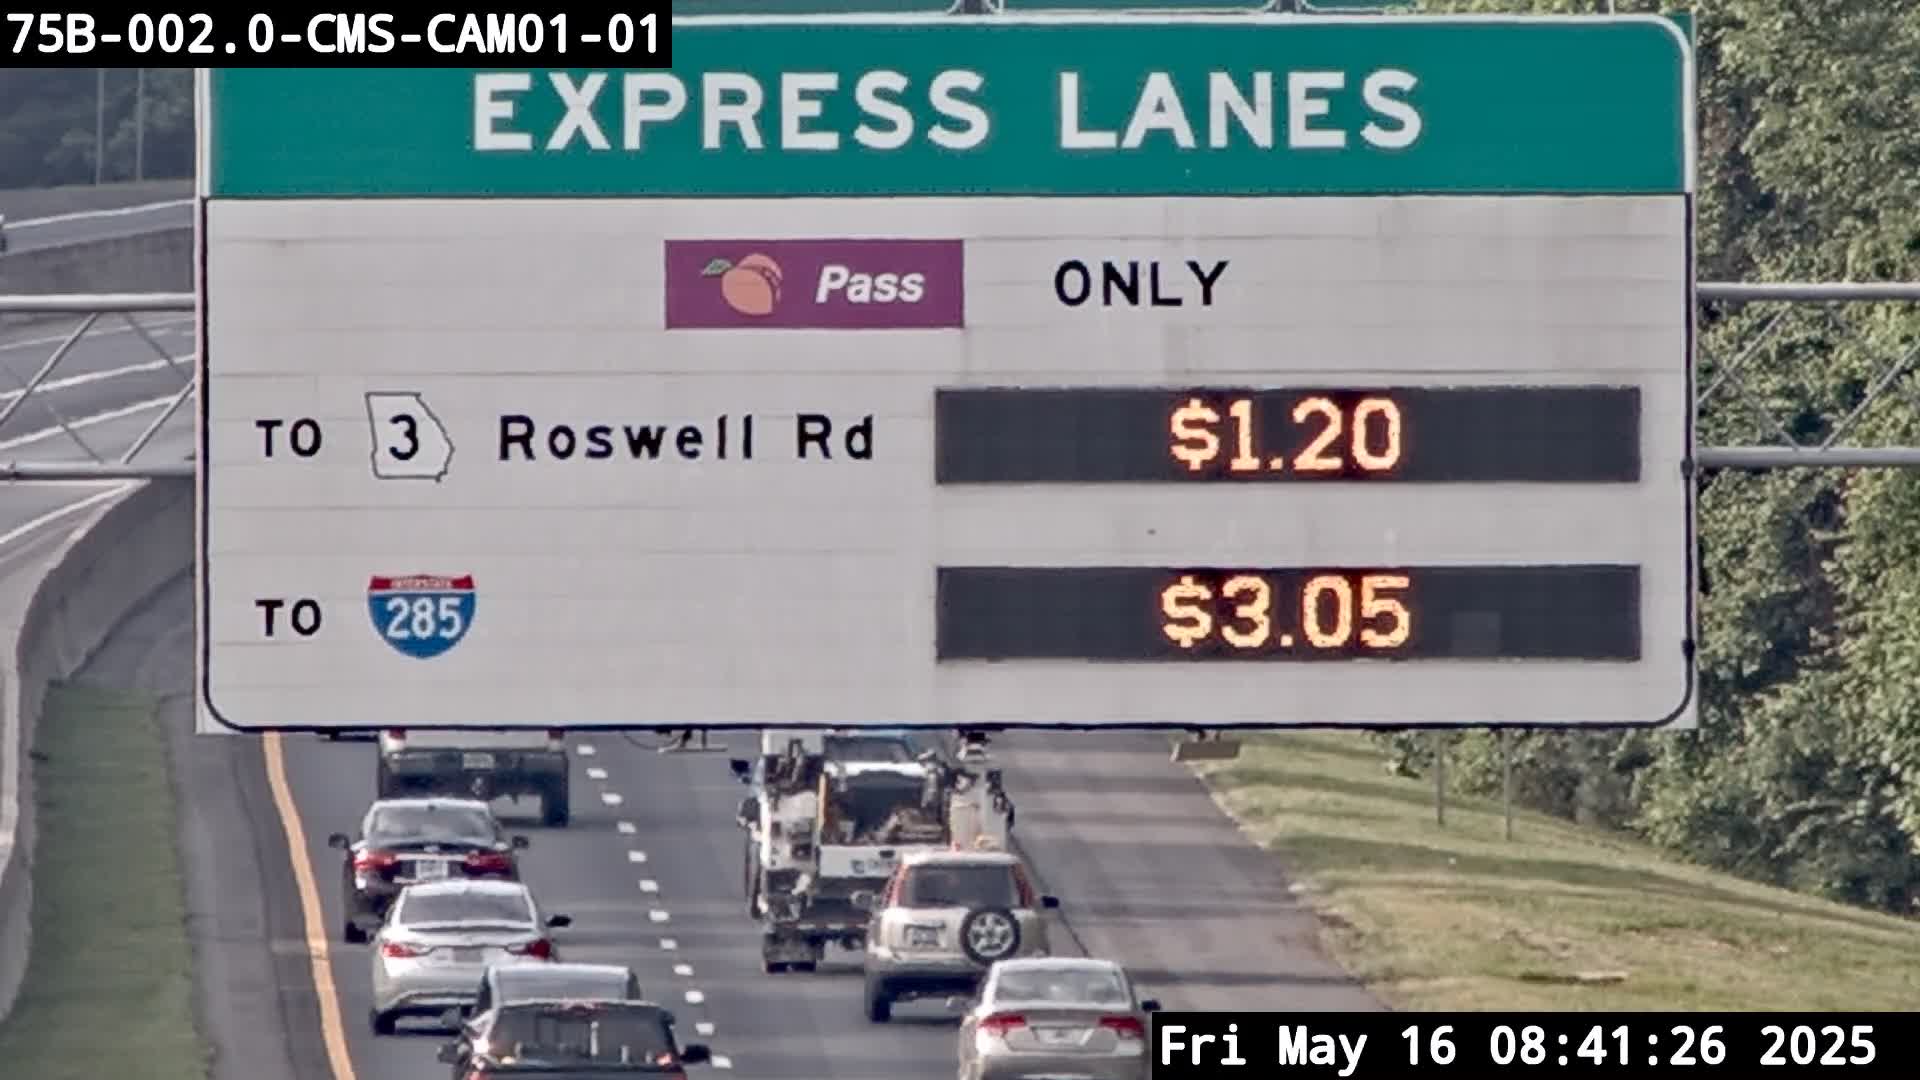 75B-002.0-CMS-CAM01-01
EXPRESS LANES
Pass ONLY
TO 3 Roswell Rd $1.20
TO INTERSTATE 285 $3.05
Fri May 16 08:41:26 2025